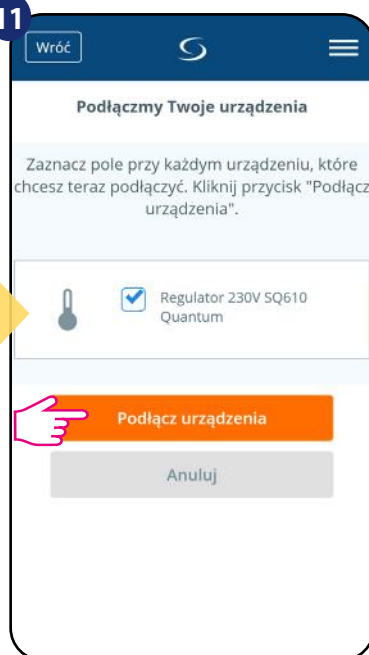 11
Wróć
Podłączmy Twoje urządzenia
Zaznacz pole przy każdym urządzeniu, które
chcesz teraz podłączyć. Kliknij przycisk "Podłącz
urządzenia".
Regulator 230V SQ610
Quantum
Podłącz urządzenia
Anuluj